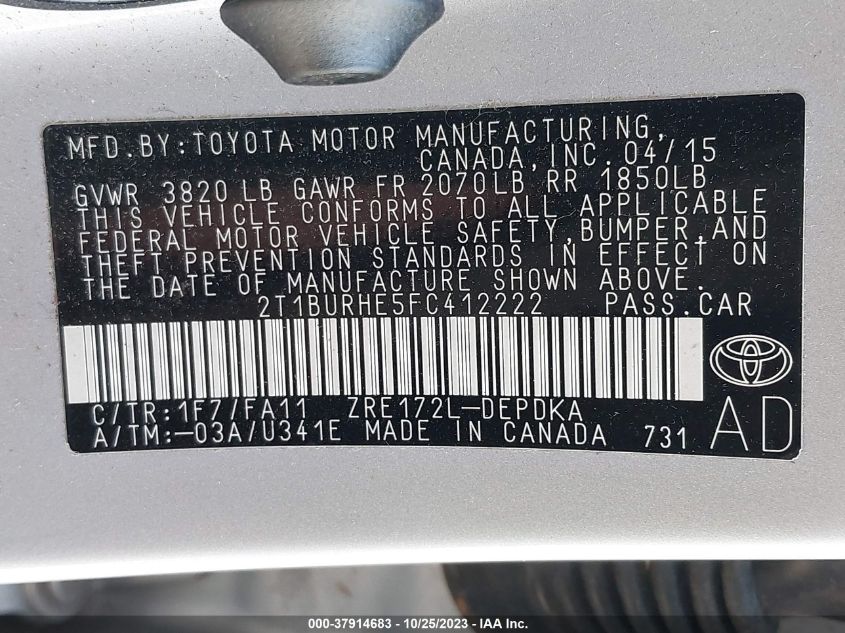 MFD. BY: TOYOTA MOTOR MANUFACTURING,
CANADA, INC. 04/15
GVWR 3820 LB GAWR FR 2070LB RR 1850LB
THIS VEHICLE CONFORMS TO ALL APPLICABLE
FEDERAL MOTOR VEHICLE SAFETY, BUMPER, AND
THEFT PREVENTION STANDARDS IN EFFECT ON
THE DATE OF MANUFACTURE SHOWN ABOVE.
2T1BURHE5FC412222 PASS. CAR
C/TR: 1F7/FA11 ZRE172L-DEPDKA
A/TM: -03A/U341E MADE IN CANADA 731 AD
000-37914683 - 10/25/2023 - IAA Inc.